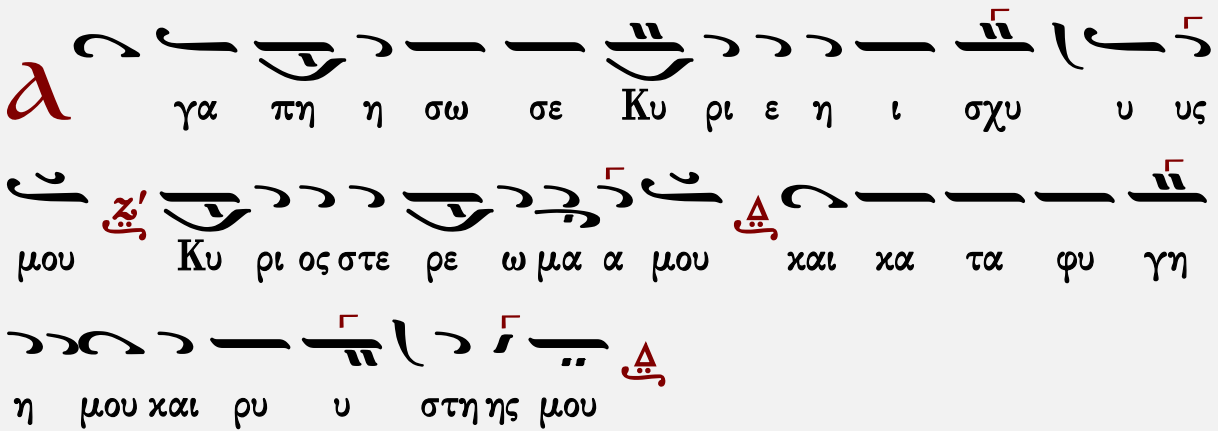 α γα πη η σω σε Κυ ρι ε η ι σχυ υ υς
μου ζ′ Κυ ρι ος στε ρε ω μα α μου Δ και κα τα φυ γη
η μου και ρυ υ στη ης μου Δ